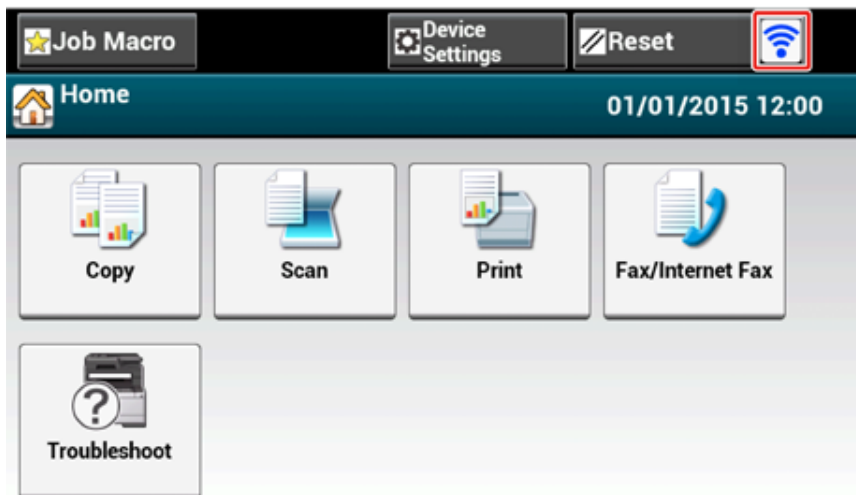 Job Macro
Device
Settings
Reset
Home
01/01/2015 12:00
Copy
Scan
Print
Fax/Internet Fax
?
Troubleshoot